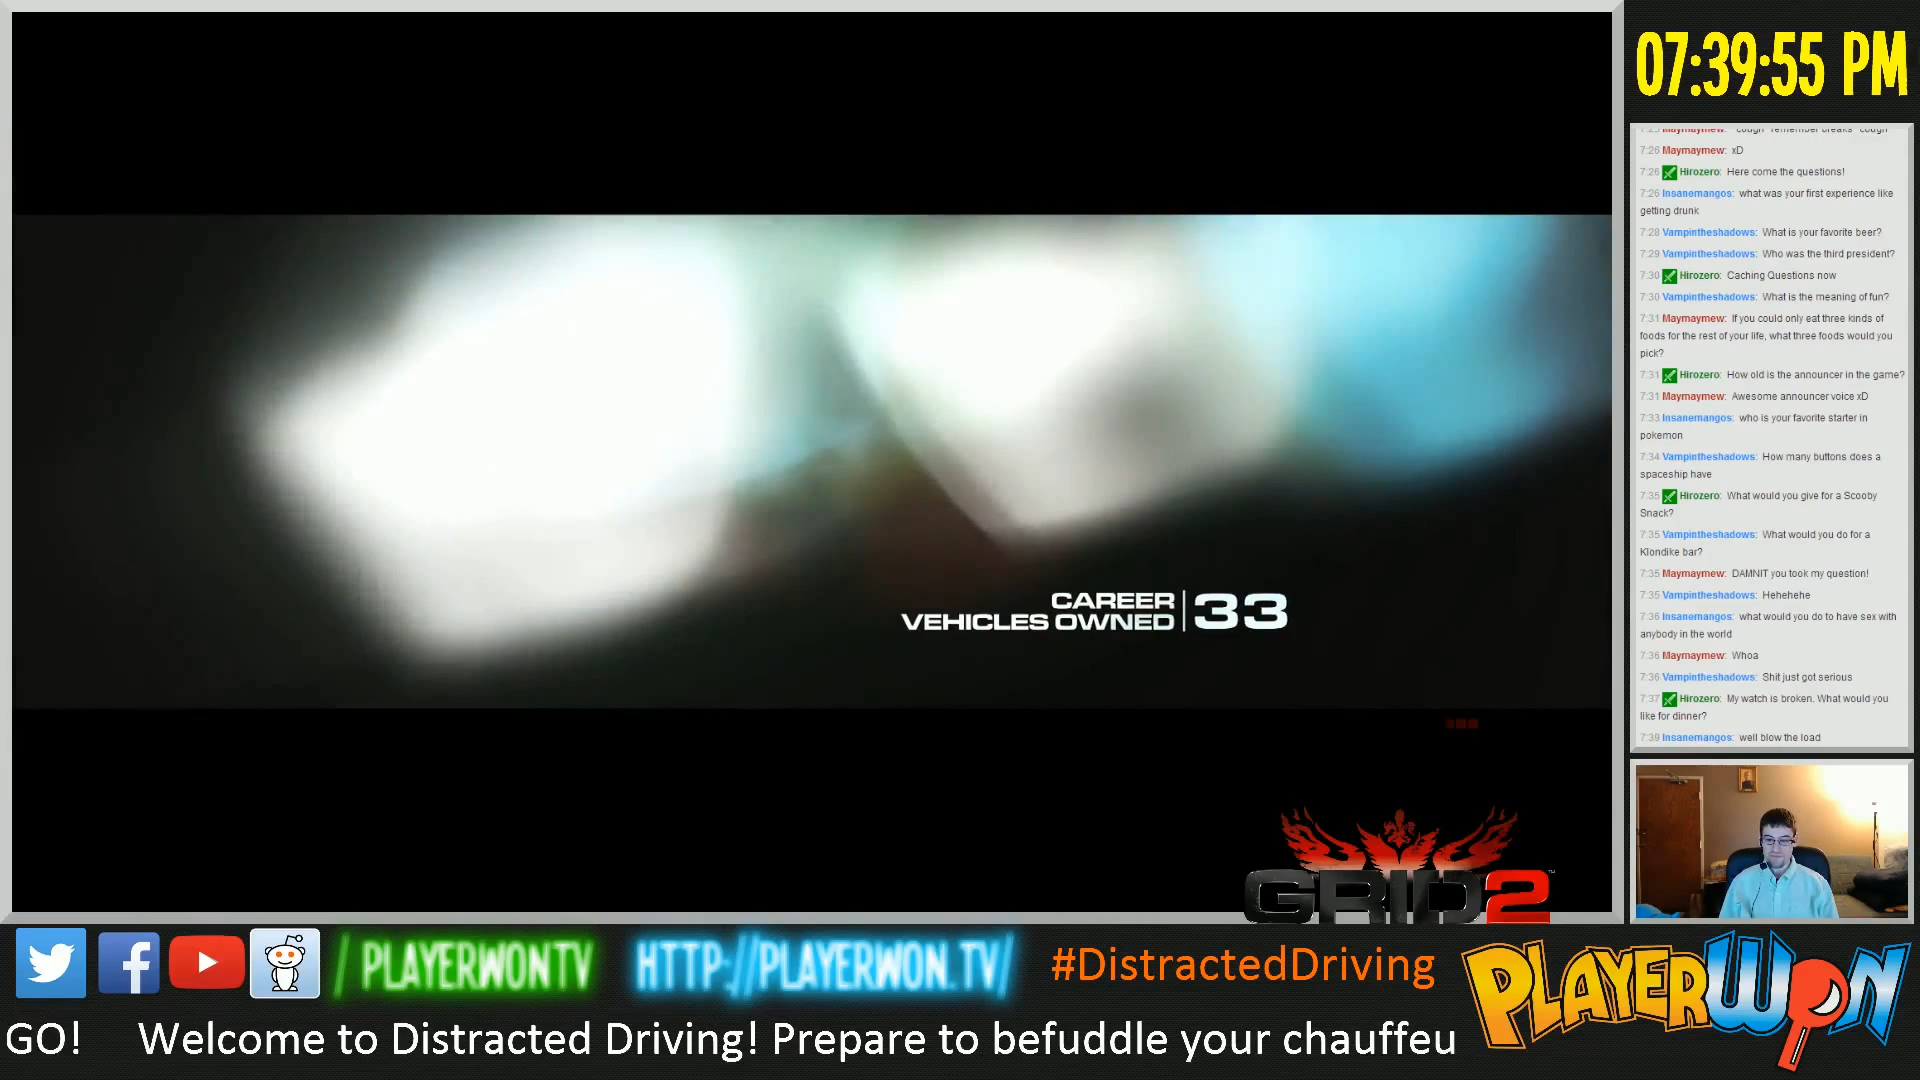 07:39:55 PM
7:25 Maymaymew: *cough* remember breaks *cough*
7:26 Maymaymew: xD
7:26 Hirozero: Here come the questions!
7:26 Insanemangos: what was your first experience like
getting drunk
7:28 Vampintheshadows: What is your favorite beer?
7:29 Vampintheshadows: Who was the third president?
7:30 Hirozero: Caching Questions now
7:30 Vampintheshadows: What is the meaning of fun?
7:31 Maymaymew: If you could only eat three kinds of
foods for the rest of your life, what three foods would you
pick?
7:31 Hirozero: How old is the announcer in the game?
7:31 Maymaymew: Awesome announcer voice xD
7:33 Insanemangos: who is your favorite starter in
pokemon
7:34 Vampintheshadows: How many buttons does a
spaceship have
7:35 Hirozero: What would you give for a Scooby
Snack?
7:35 Vampintheshadows: What would you do for a
Klondike bar?
7:35 Maymaymew: DAMNIT you took my question!
7:35 Vampintheshadows: Hehehehe
7:36 Insanemangos: what would you do to have sex with
anybody in the world
7:36 Maymaymew: Whoa
7:36 Vampintheshadows: Shit just got serious
7:37 Hirozero: My watch is broken. What would you
like for dinner?
7:39 Insanemangos: well blow the load
CAREER
VEHICLES OWNED 33
GRID2
/PLAYERWONTV HTTP://PLAYERWON.TV/ #DistractedDriving
PLAYERWON
GO! Welcome to Distracted Driving! Prepare to befuddle your chauffeu